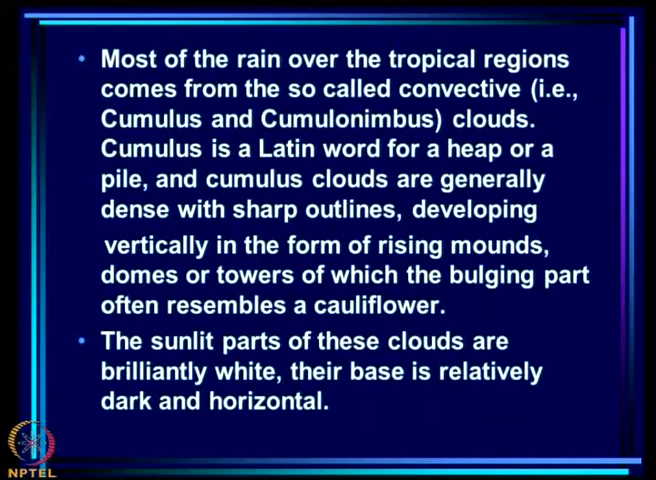 • Most of the rain over the tropical regions
comes from the so called convective (i.e.,
Cumulus and Cumulonimbus) clouds.
Cumulus is a Latin word for a heap or a
pile, and cumulus clouds are generally
dense with sharp outlines, developing
vertically in the form of rising mounds,
domes or towers of which the bulging part
often resembles a cauliflower.
• The sunlit parts of these clouds are
brilliantly white, their base is relatively
dark and horizontal.
NPTEL